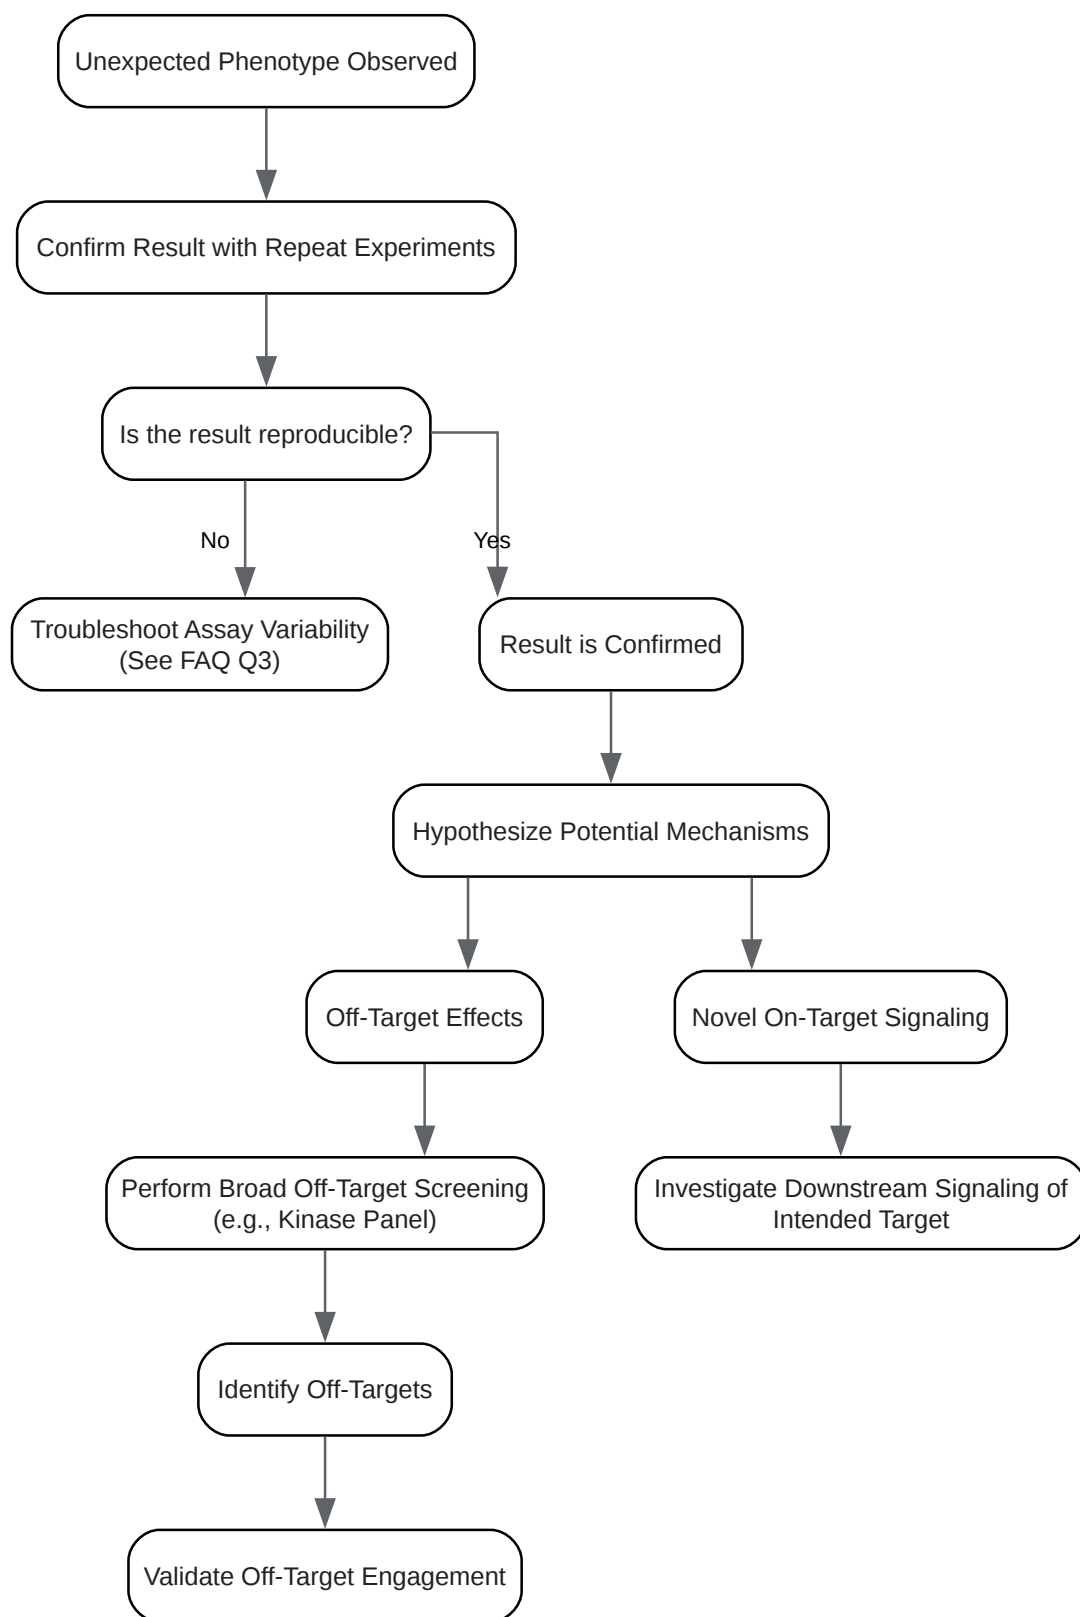 Unexpected Phenotype Observed
Confirm Result with Repeat Experiments
Is the result reproducible?
No
Yes
Troubleshoot Assay Variability
(See FAQ Q3)
Result is Confirmed
Hypothesize Potential Mechanisms
Off-Target Effects
Novel On-Target Signaling
Perform Broad Off-Target Screening
(e.g., Kinase Panel)
Investigate Downstream Signaling of
Intended Target
Identify Off-Targets
Validate Off-Target Engagement